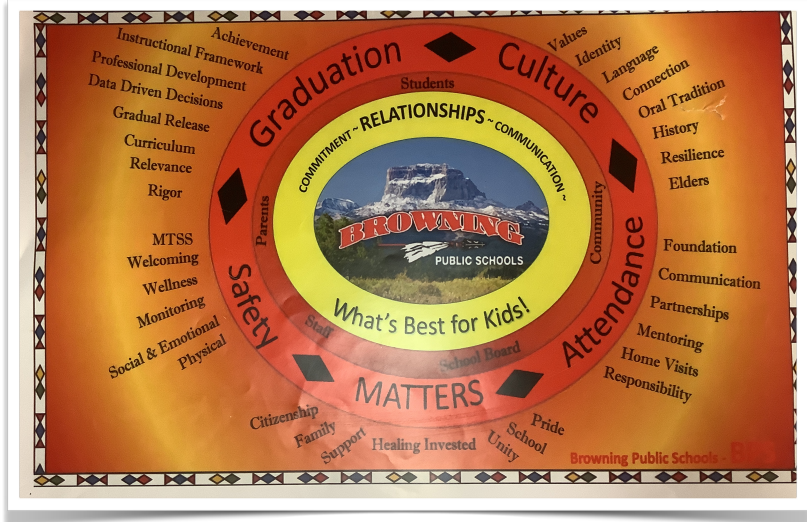 Achievement
Instructional Framework
Professional Development
Data Driven Decisions
Gradual Release
Curriculum
Relevance
Rigor
MTSS
Welcoming
Wellness
Monitoring
Social & Emotional
Physical
Graduation
Culture
Attendance
MATTERS
Safety
Students
Community
School Board
Staff
Parents
COMMITMENT ~ RELATIONSHIPS ~ COMMUNICATION ~
BROWNING
PUBLIC SCHOOLS
What's Best for Kids!
Values
Identity
Language
Connection
Oral Tradition
History
Resilience
Elders
Foundation
Communication
Partnerships
Mentoring
Home Visits
Responsibility
Citizenship
Family
Support
Healing Invested
Unity
School
Pride
Browning Public Schools -